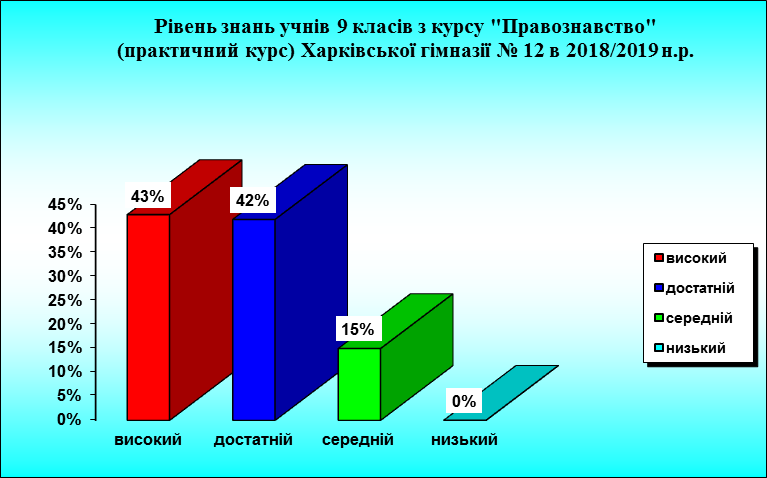 Рівень знань учнів 9 класів з курсу "Правознавство"
(практичний курс) Харківської гімназії № 12 в 2018/2019 н.р.
45%
40%
35%
30%
25%
20%
15%
10%
5%
0%
43%
42%
15%
0%
високий
достатній
середній
низький
високий
достатній
середній
низький